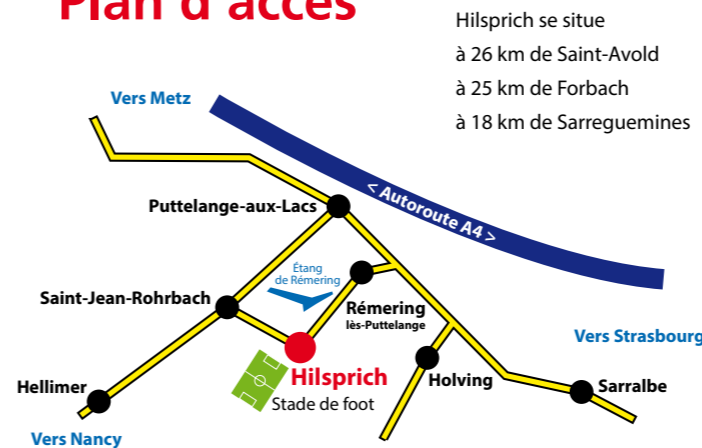 Plan d'accès
Hilsprich se situe
à 26 km de Saint-Avold
à 25 km de Forbach
à 18 km de Sarreguemines
Vers Metz
< Autoroute A4 >
Puttelange-aux-Lacs
Étang
de Rémering
Saint-Jean-Rohrbach
Rémering
lès-Puttelange
Vers Strasbourg
Hilsprich
Stade de foot
Holving
Sarralbe
Hellimer
Vers Nancy